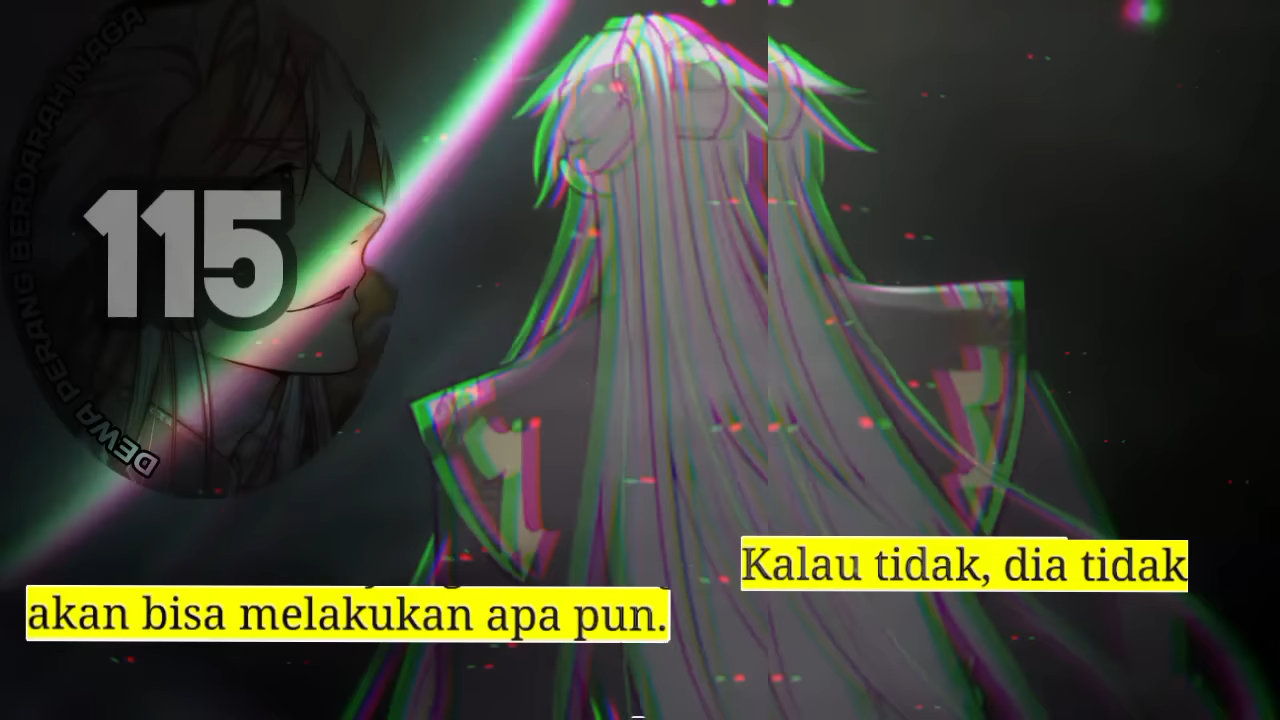 DEWA PERANG BERDARAH NAGA
115
Kalau tidak, dia tidak
akan bisa melakukan apa pun.